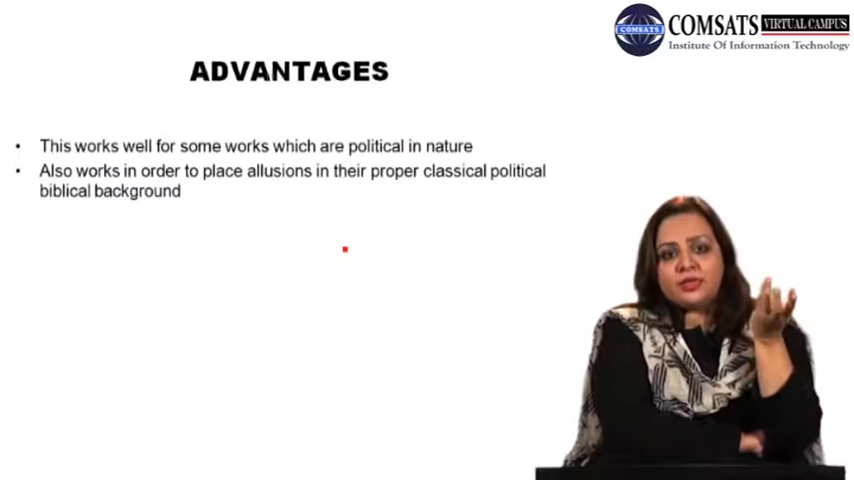 COMSATS VIRTUAL CAMPUS
COMSATS
Institute Of Information Technology
ADVANTAGES
• This works well for some works which are political in nature
• Also works in order to place allusions in their proper classical political
biblical background